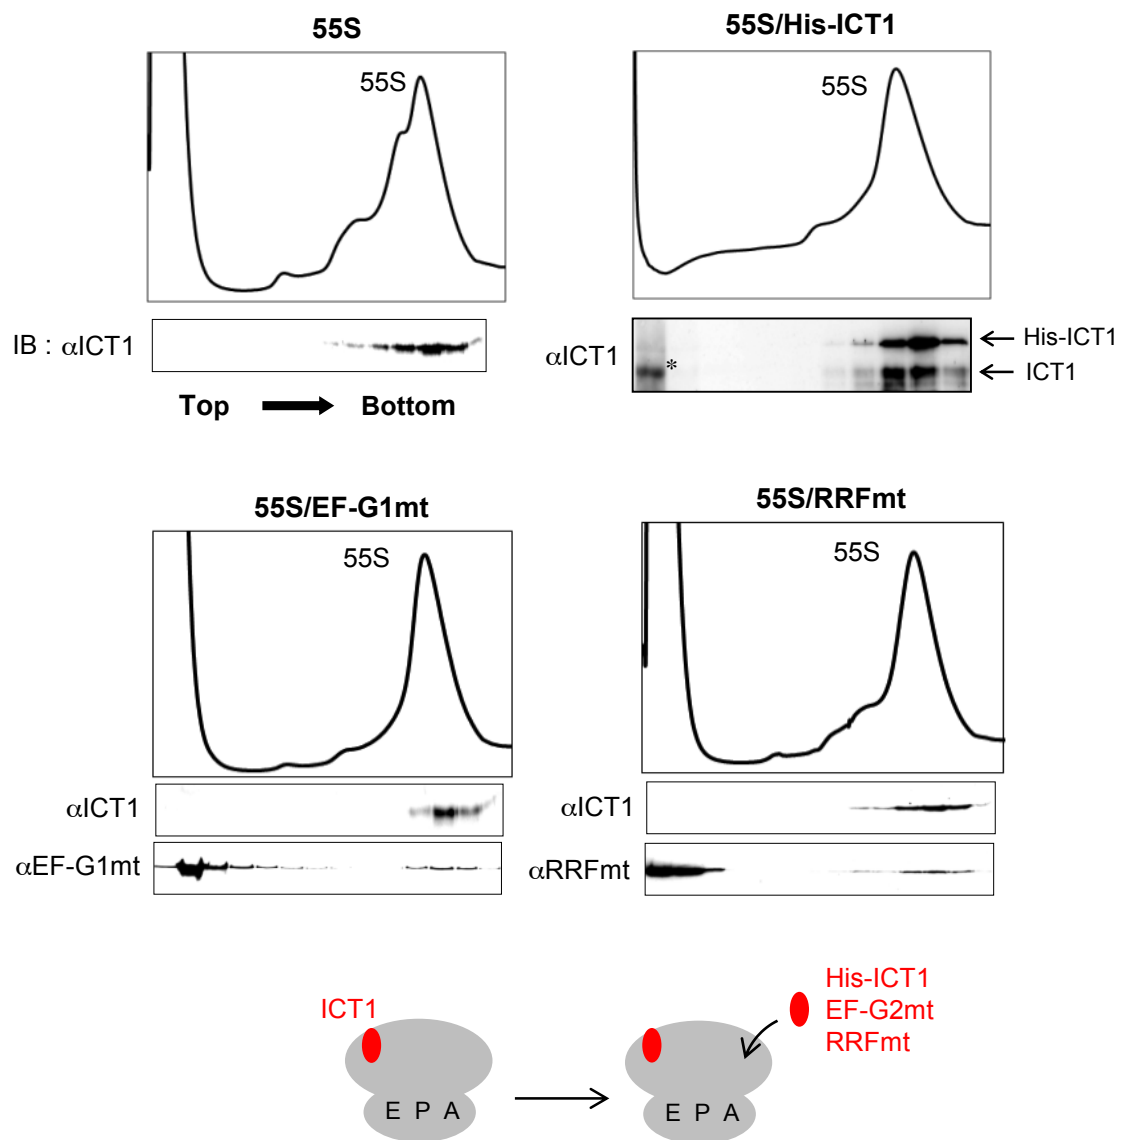 55S
55S
IB : αICT1
Top Bottom
55S/His-ICT1
55S
αICT1
*
His-ICT1
ICT1
55S/EF-G1mt
55S
αICT1
αEF-G1mt
55S/RRFmt
55S
αICT1
αRRFmt
ICT1
E P A
His-ICT1
EF-G2mt
RRFmt
E P A